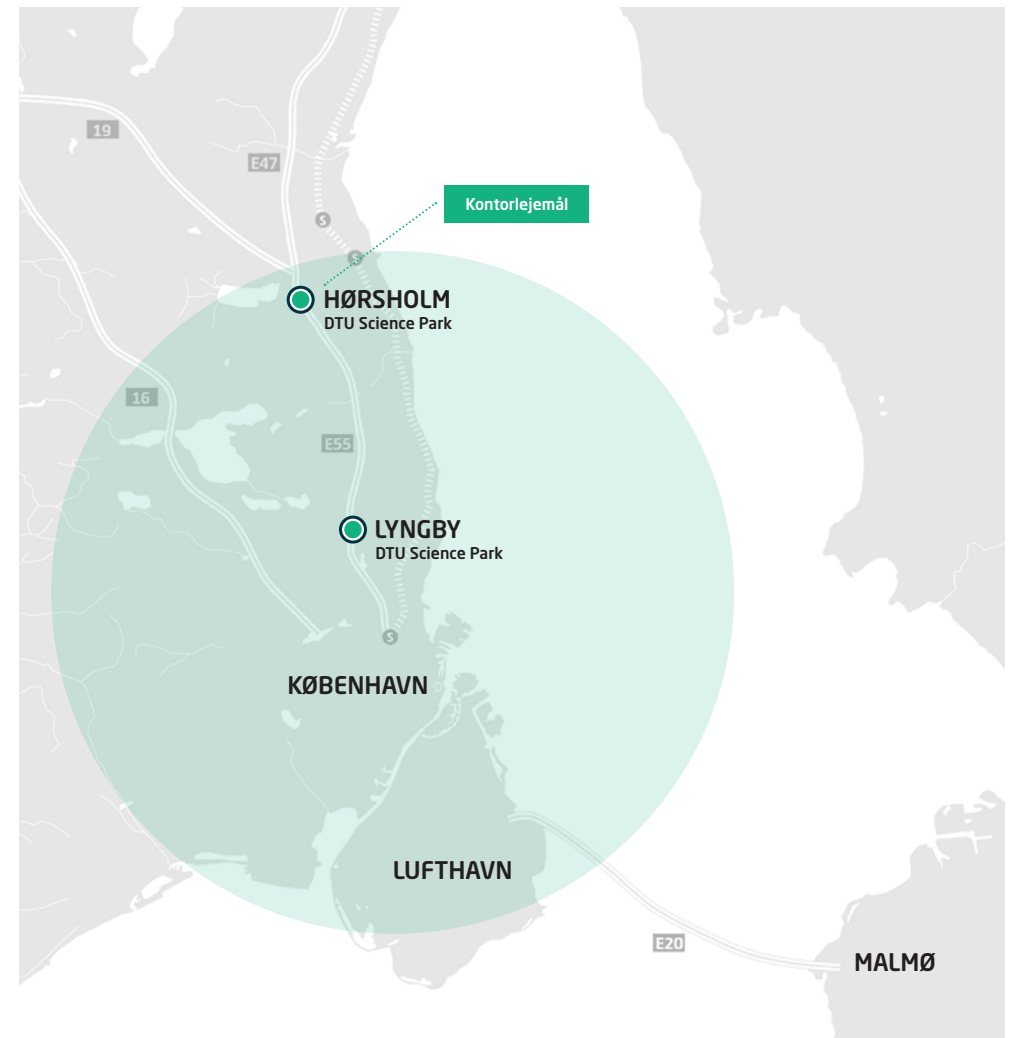 19
E47
S
Kontorlejemål
S
HØRSHOLM
DTU Science Park
16
E55
LYNGBY
DTU Science Park
S
KØBENHAVN
LUFTHAVN
E20
MALMØ